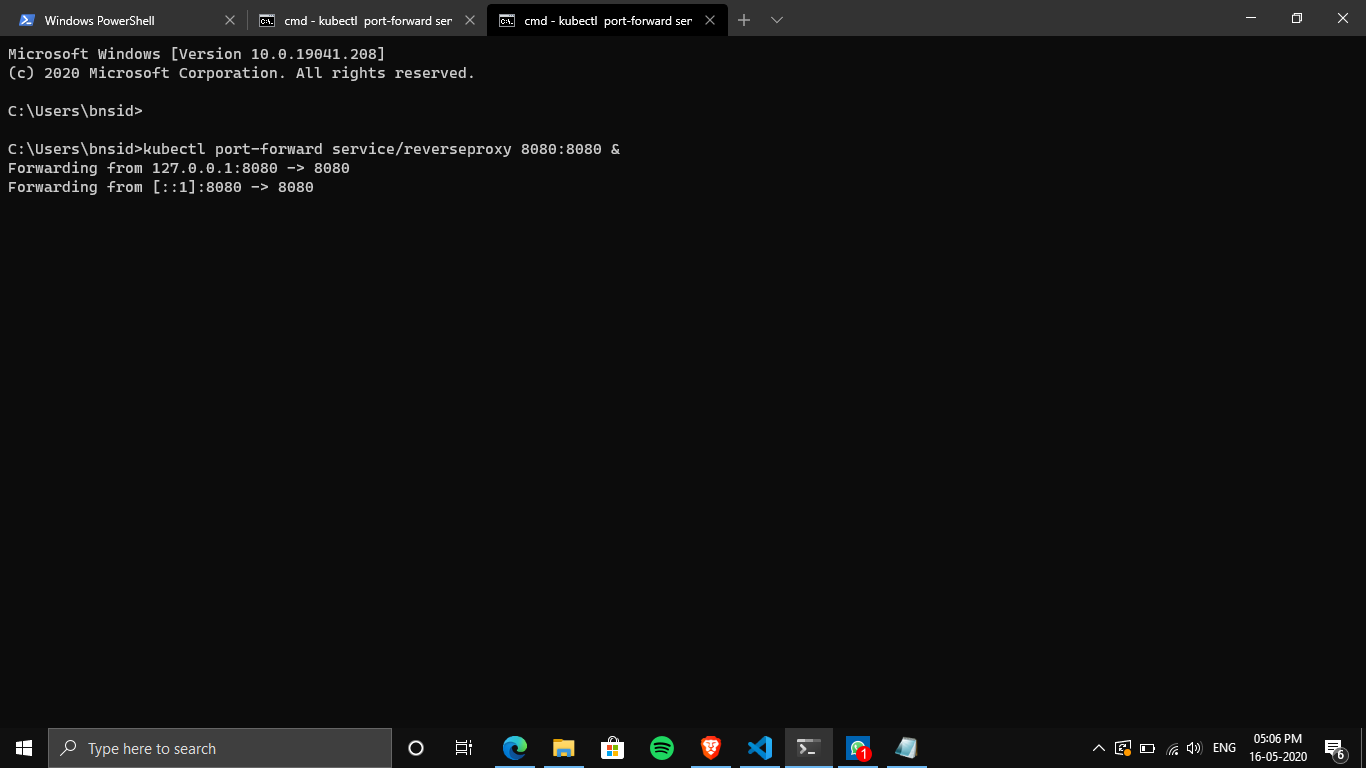 Windows PowerShell
cmd - kubectl  port-forward ser
cmd - kubectl  port-forward ser
Microsoft Windows [Version 10.0.19041.208]
(c) 2020 Microsoft Corporation. All rights reserved.
C:\Users\bnsid>
C:\Users\bnsid>kubectl port-forward service/reverseproxy 8080:8080 &
Forwarding from 127.0.0.1:8080 -> 8080
Forwarding from [::1]:8080 -> 8080
Type here to search
1
ENG
05:06 PM
16-05-2020
6